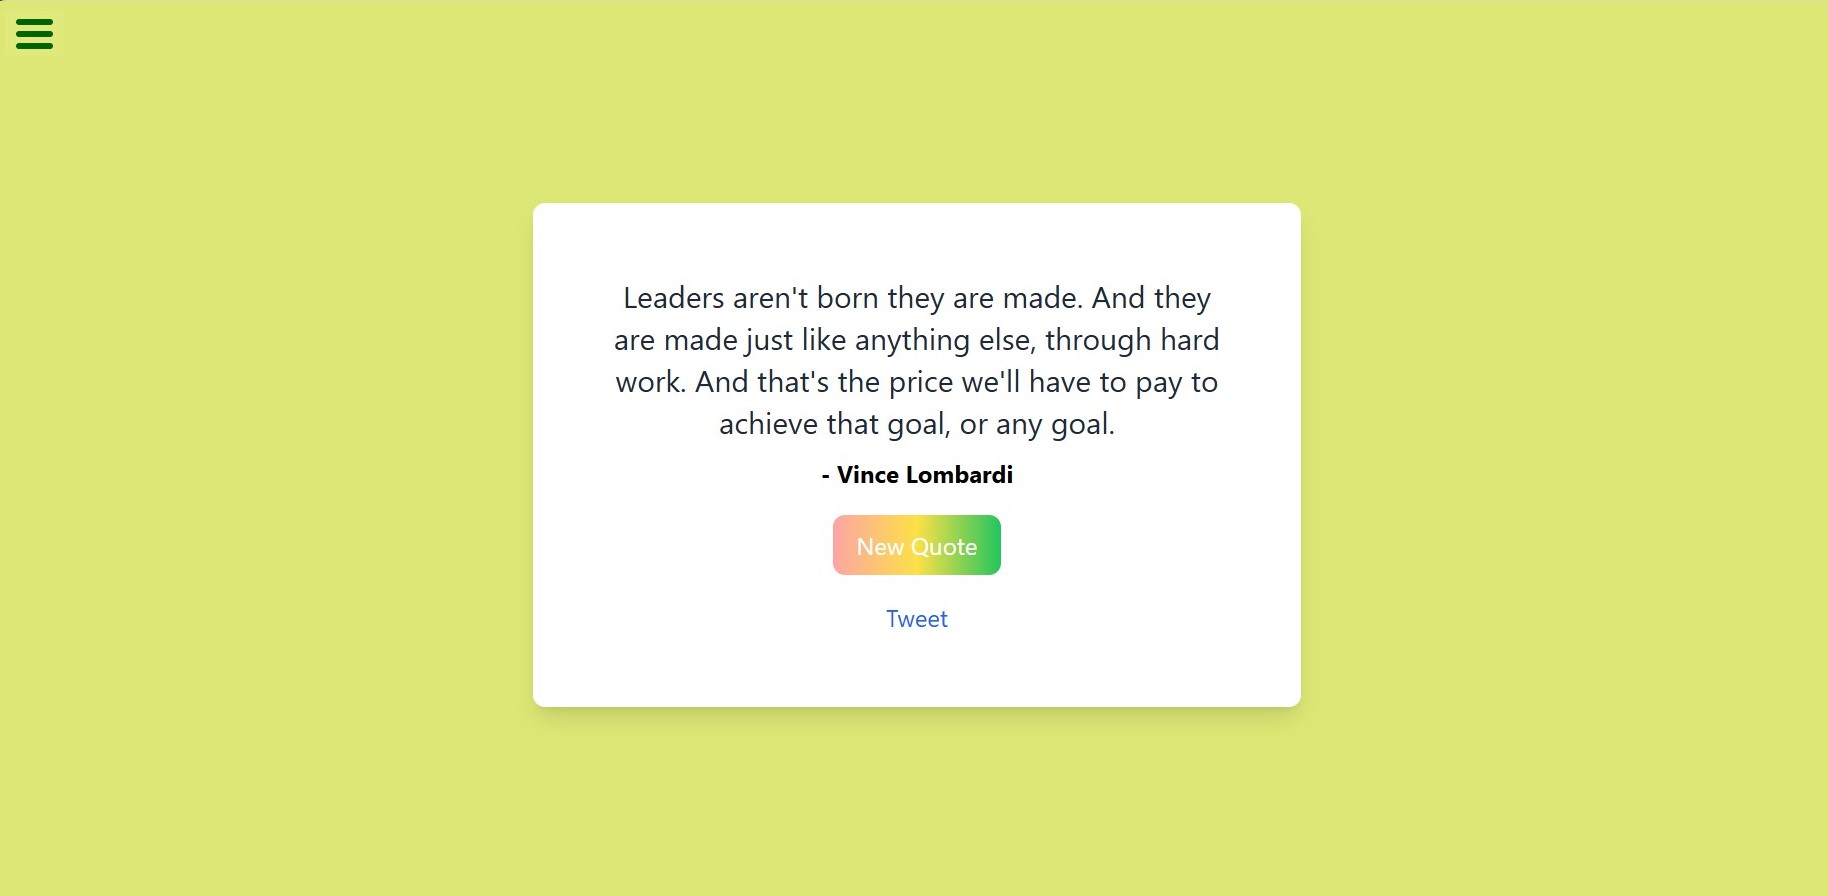 Leaders aren't born they are made. And they
are made just like anything else, through hard
work. And that's the price we'll have to pay to
achieve that goal, or any goal.
- Vince Lombardi
New Quote
Tweet